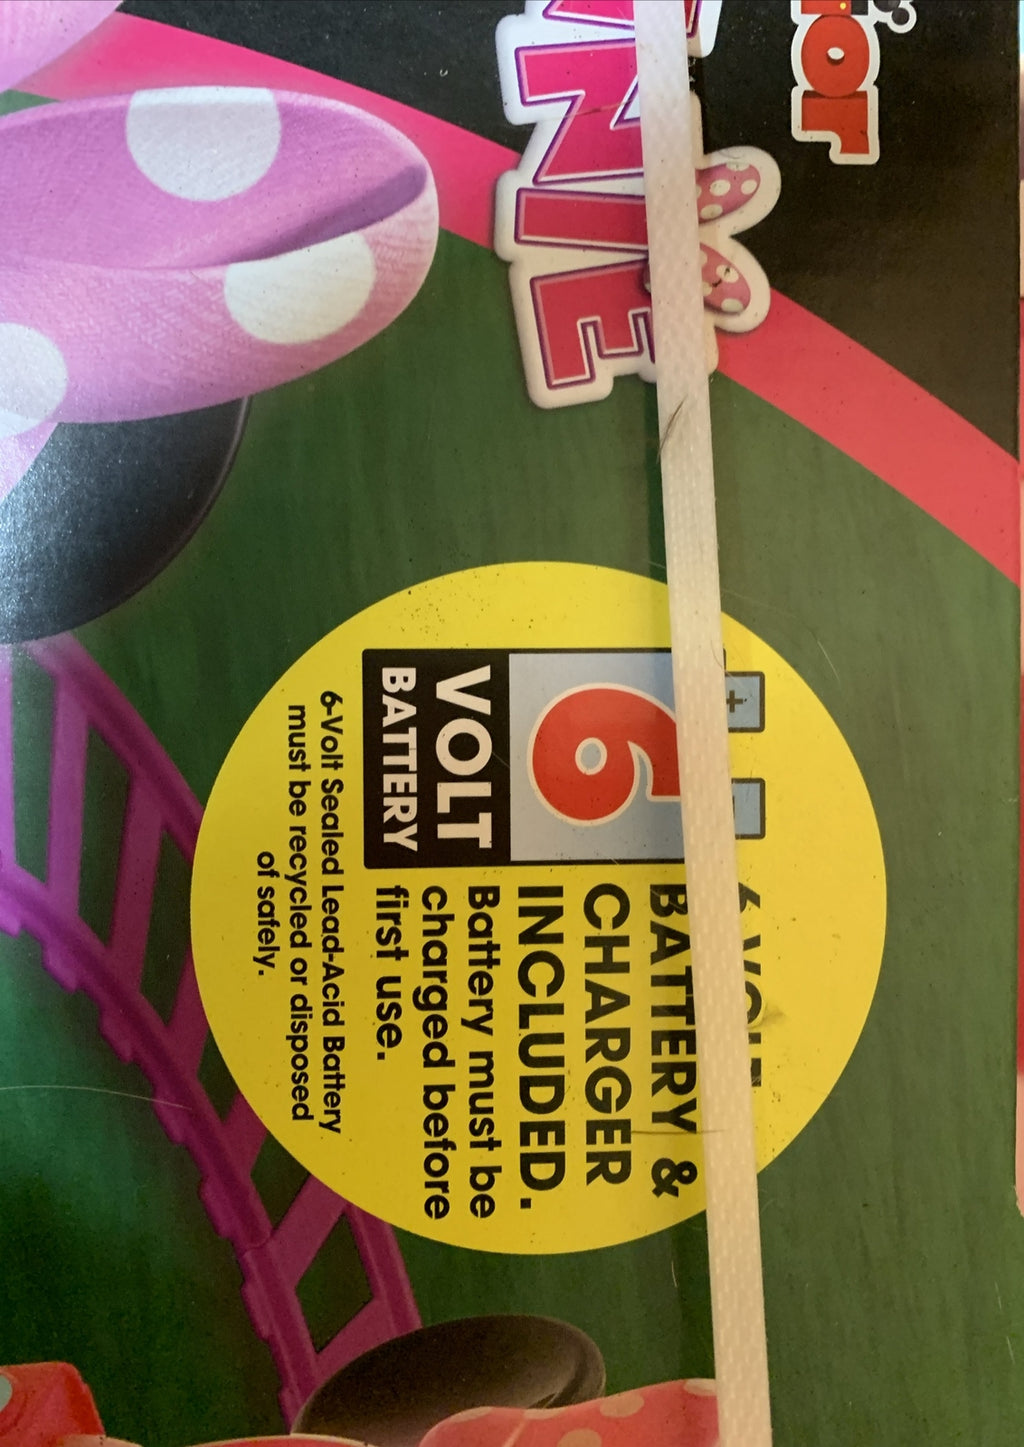 NIE
6
VOLT
BATTERY
BATTERY &
CHARGER
INCLUDED.
Battery must be
charged before
first use.
6-Volt Sealed Lead-Acid Battery
must be recycled or disposed
of safely.